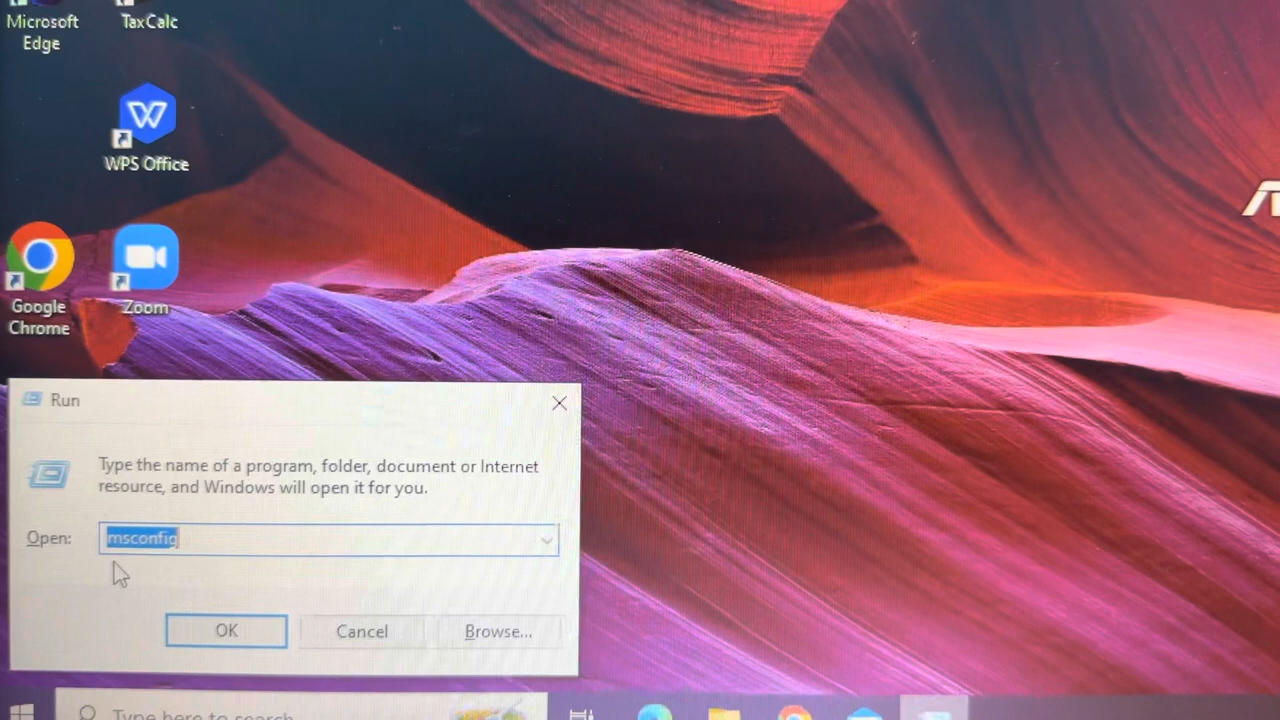 Microsoft
Edge
TaxCalc
WPS Office
Google
Chrome
Zoom
Run
Type the name of a program, folder, document or Internet
resource, and Windows will open it for you.
Open:
msconfig
OK
Cancel
Browse...
Type here to search